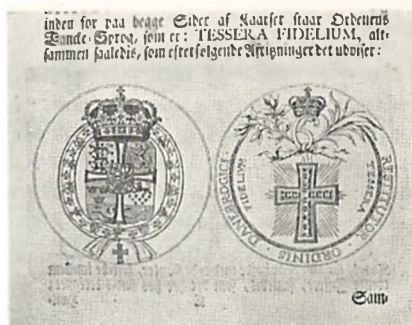 inden for paa begge Sider af Kaarset staar Ordenens
Tancke-Sprog, som er: TESSERA FIDELIUM, alt-
sammen saaledis, som efterfølgende Aftegninger det udviser:
RESTITUTOR ORDINIS DANEBROGICI
TESSERA FIDELIUM
Sam-